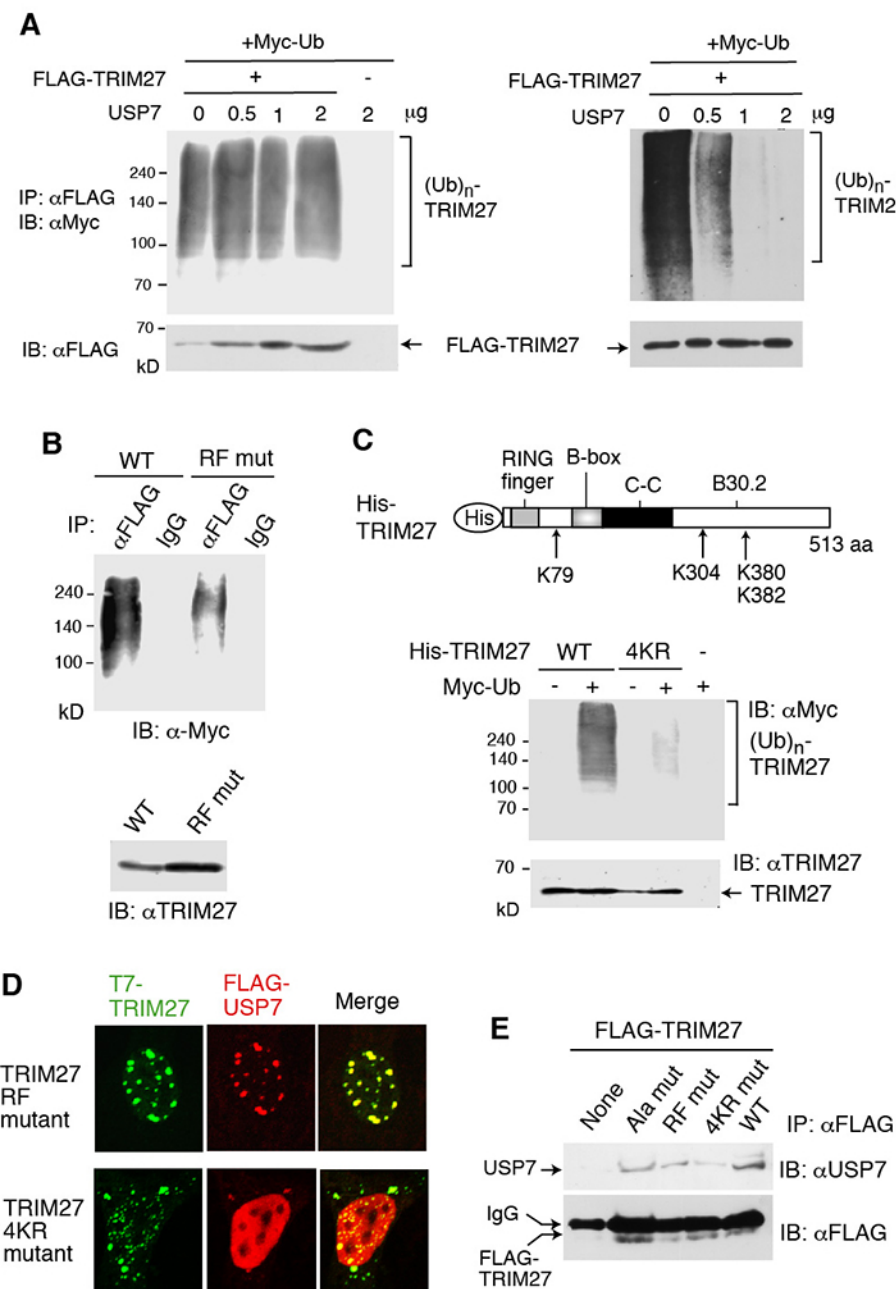 A
+Myc-Ub
FLAG-TRIM27 + -
USP7 0 0.5 1 2 2 µg
IP: αFLAG
IB: αMyc
240
140
100
70
(Ub)n-
TRIM27
IB: αFLAG
70
kD
FLAG-TRIM27
+Myc-Ub
FLAG-TRIM27 +
USP7 0 0.5 1 2 µg
(Ub)n-
TRIM2
B
WT RF mut
IP: αFLAG IgG αFLAG IgG
240
140
100
kD
IB: α-Myc
WT RF mut
IB: αTRIM27
C
RING
finger
B-box
C-C
B30.2
His-
TRIM27
His
513 aa
K79
K304
K380
K382
His-TRIM27 WT 4KR -
Myc-Ub - + - + +
240
140
100
70
IB: αMyc
(Ub)n-
TRIM27
70
kD
IB: αTRIM27
TRIM27
D
T7-
TRIM27
FLAG-
USP7
Merge
TRIM27
RF
mutant
TRIM27
4KR
mutant
E
FLAG-TRIM27
None Ala mut RF mut 4KR mut WT
IP: αFLAG
USP7
IB: αUSP7
IgG
IB: αFLAG
FLAG-
TRIM27